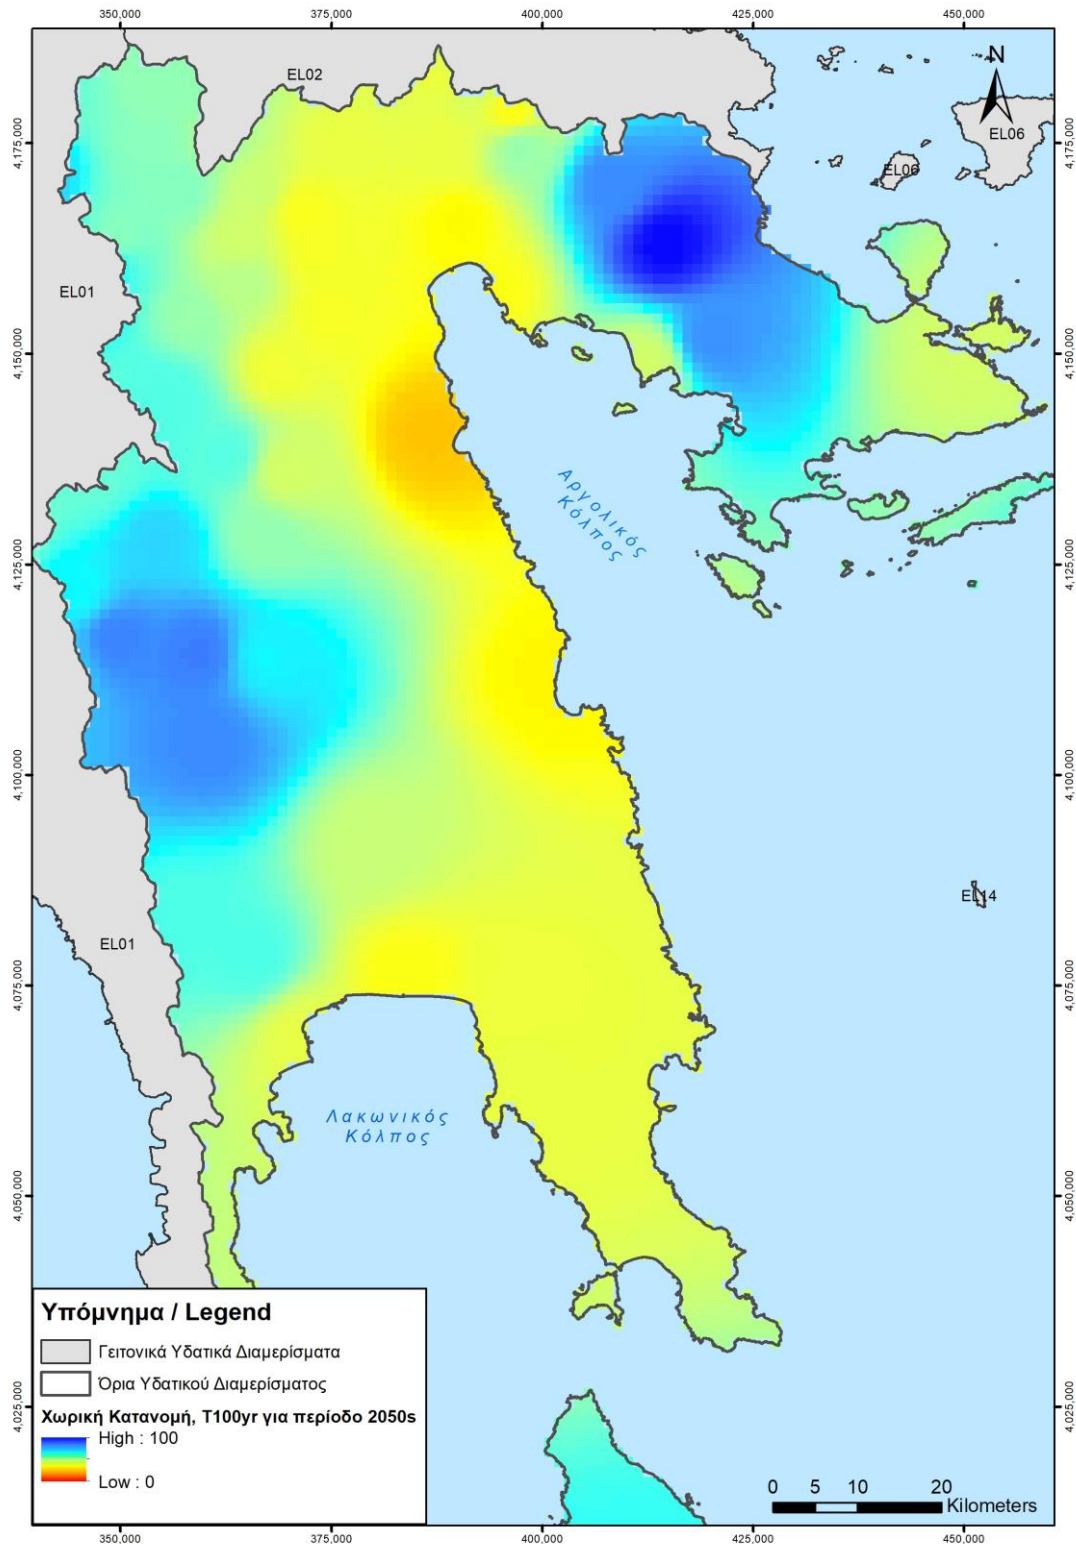 350,000 375,000 400,000 425,000 450,000
N
EL02
EL06
EL06
4,175,000 4,175,000
EL01
4,150,000 4,150,000
Αργολικός
Κόλπος
4,125,000 4,125,000
4,100,000 4,100,000
EL14
EL01
4,075,000 4,075,000
Λακωνικός
Κόλπος
4,050,000 4,050,000
Υπόμνημα / Legend
Γειτονικά Υδατικά Διαμερίσματα
Όρια Υδατικού Διαμερίσματος
Χωρική Κατανομή, T100yr για περίοδο 2050s
High : 100
Low : 0
4,025,000 4,025,000
0 5 10 20
Kilometers
350,000 375,000 400,000 425,000 450,000